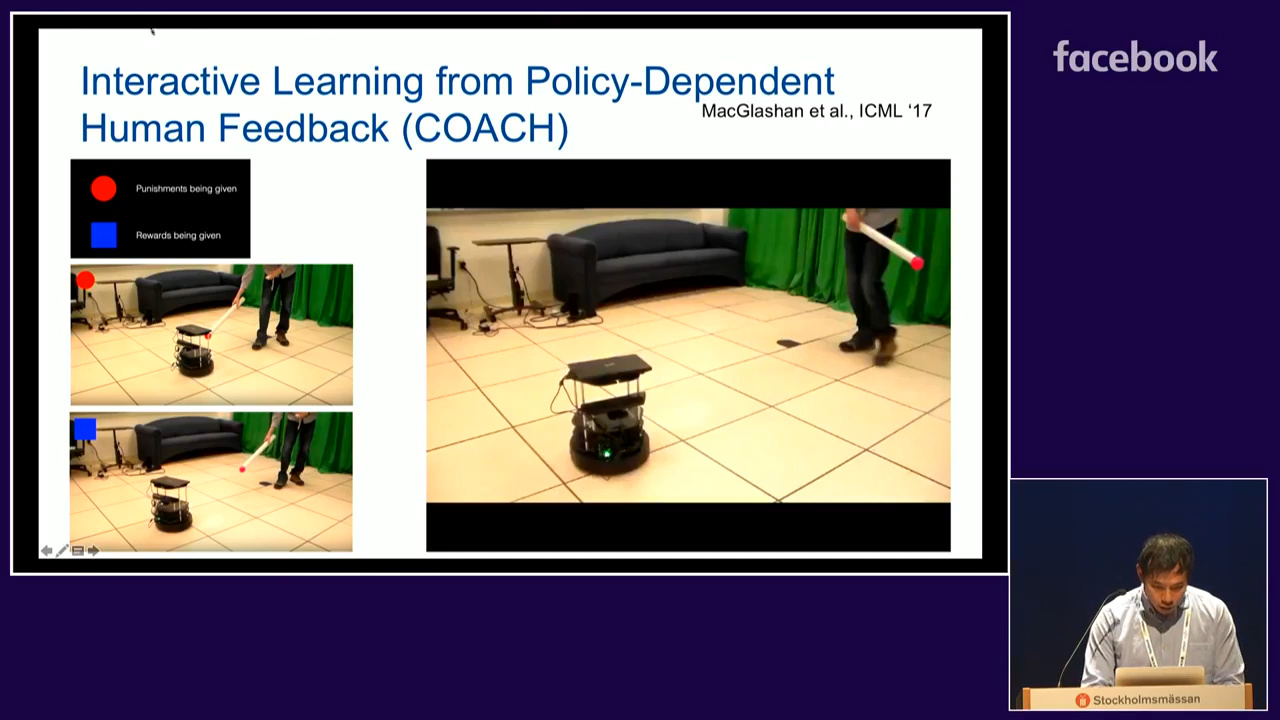 Interactive Learning from Policy-Dependent
Human Feedback (COACH)
MacGlashan et al., ICML ‘17
Punishments being given
Rewards being given
facebook
Stockholmsmässan